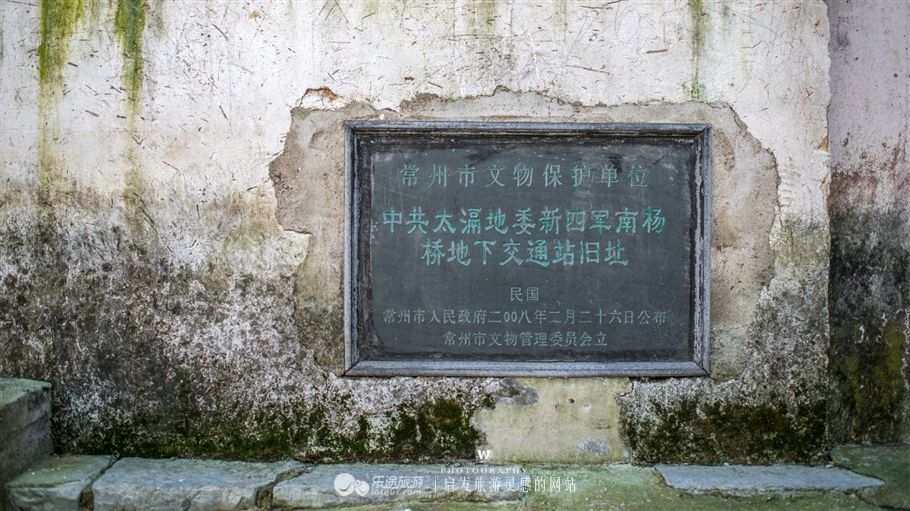 常州市文物保护单位
中共太滆地委新四军南杨
桥地下交通站旧址
民国
常州市人民政府二00八年二月二十六日公布
常州市文物管理委员会立
W
PHOTOGRAPHY
乐途旅游 lotour.com 启发旅游灵感的网站